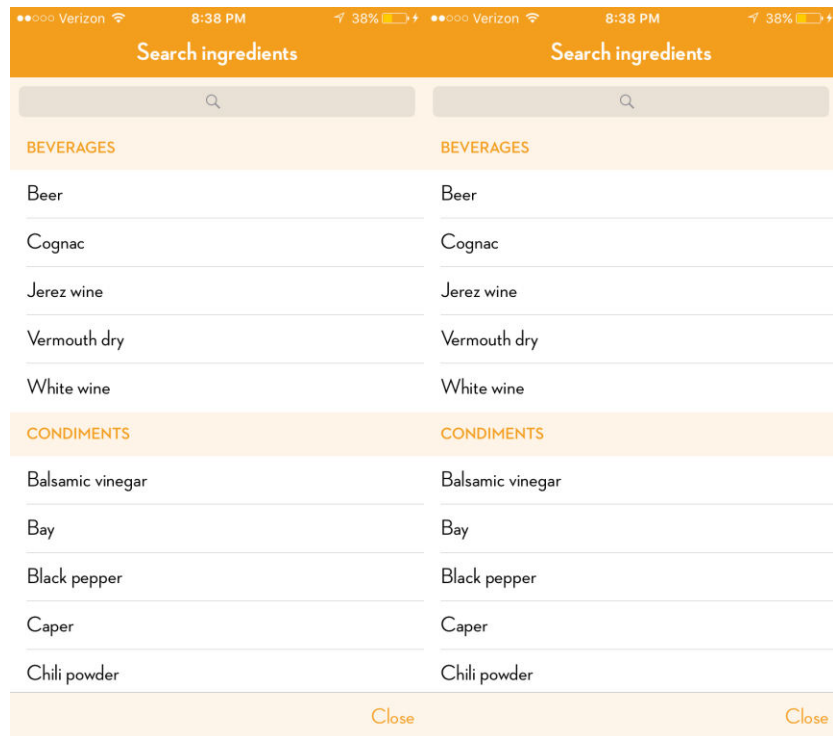 Verizon 8:38 PM 38%
Search ingredients
BEVERAGES
Beer
Cognac
Jerez wine
Vermouth dry
White wine
CONDIMENTS
Balsamic vinegar
Bay
Black pepper
Caper
Chili powder
Close
Verizon 8:38 PM 38%
Search ingredients
BEVERAGES
Beer
Cognac
Jerez wine
Vermouth dry
White wine
CONDIMENTS
Balsamic vinegar
Bay
Black pepper
Caper
Chili powder
Close